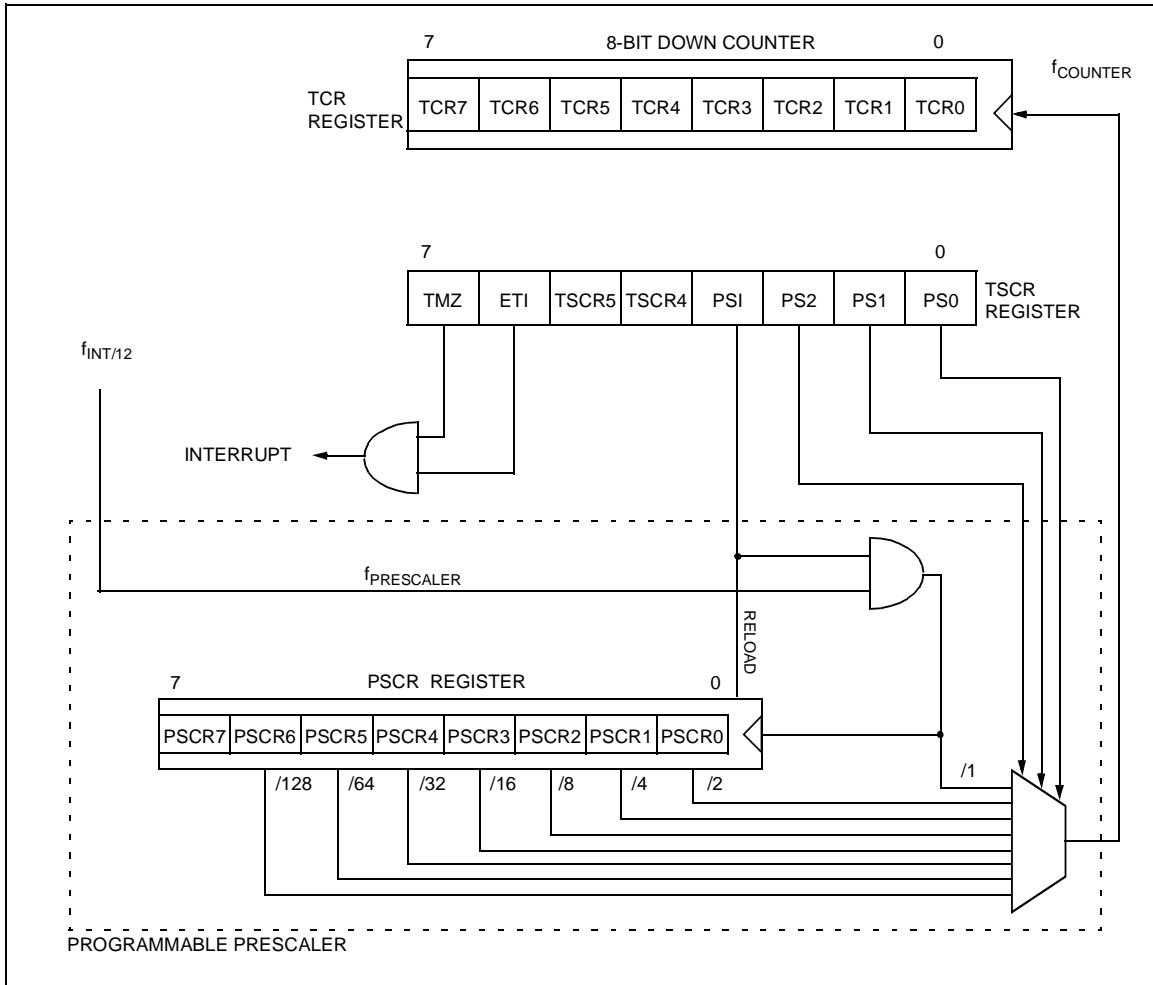 7 8-BIT DOWN COUNTER 0
fCOUNTER
TCR REGISTER
TCR7 TCR6 TCR5 TCR4 TCR3 TCR2 TCR1 TCR0
7 0
TMZ ETI TSCR5 TSCR4 PSI PS2 PS1 PS0
TSCR REGISTER
fINT/12
INTERRUPT
fPRESCALER
RELOAD
7 PSCR REGISTER 0
PSCR7 PSCR6 PSCR5 PSCR4 PSCR3 PSCR2 PSCR1 PSCR0
/128 /64 /32 /16 /8 /4 /2 /1
PROGRAMMABLE PRESCALER